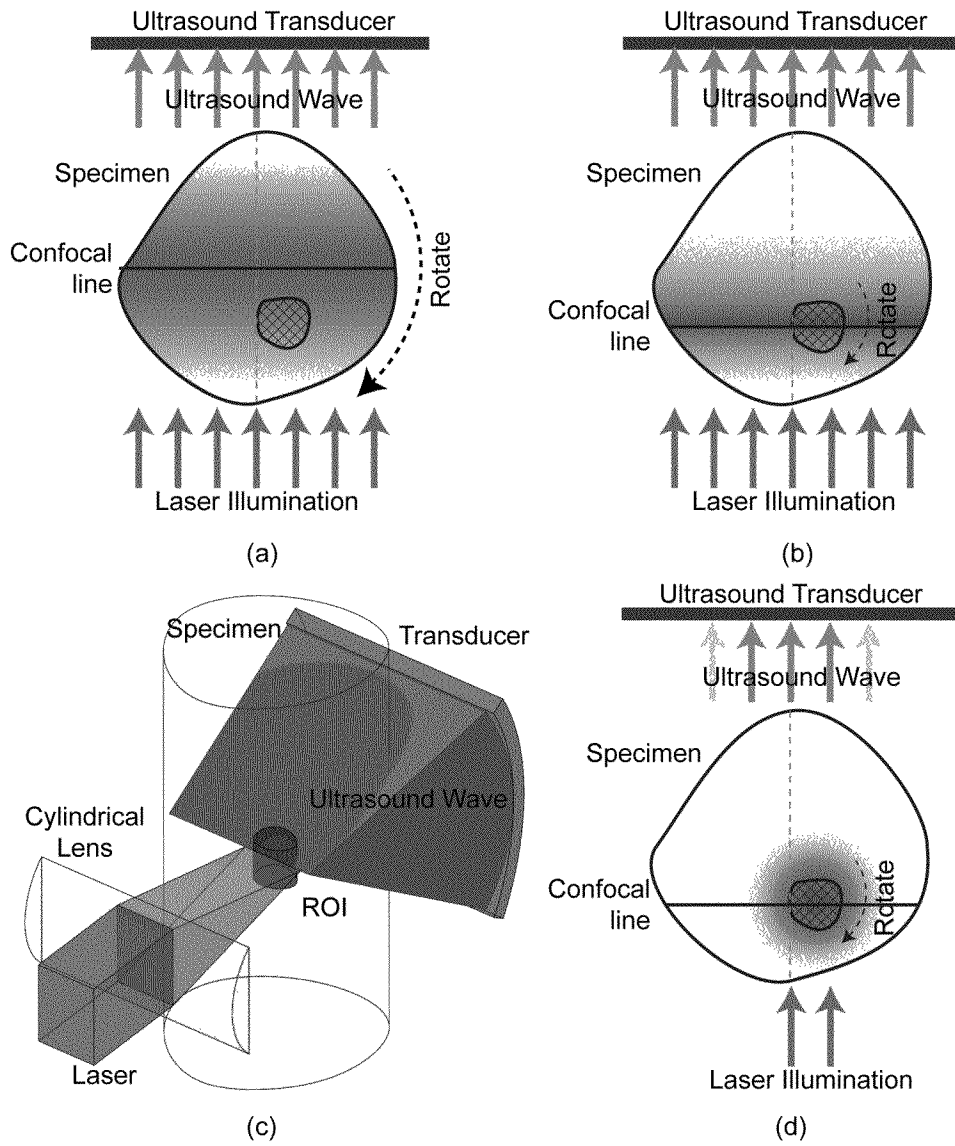 Ultrasound Transducer
Ultrasound Wave
Specimen
Confocal
line
Rotate
Laser Illumination
(a)
Ultrasound Transducer
Ultrasound Wave
Specimen
Confocal
line
Rotate
Laser Illumination
(b)
Specimen
Transducer
Ultrasound Wave
Cylindrical
Lens
ROI
Laser
(c)
Ultrasound Transducer
Ultrasound Wave
Specimen
Confocal
line
Rotate
Laser Illumination
(d)